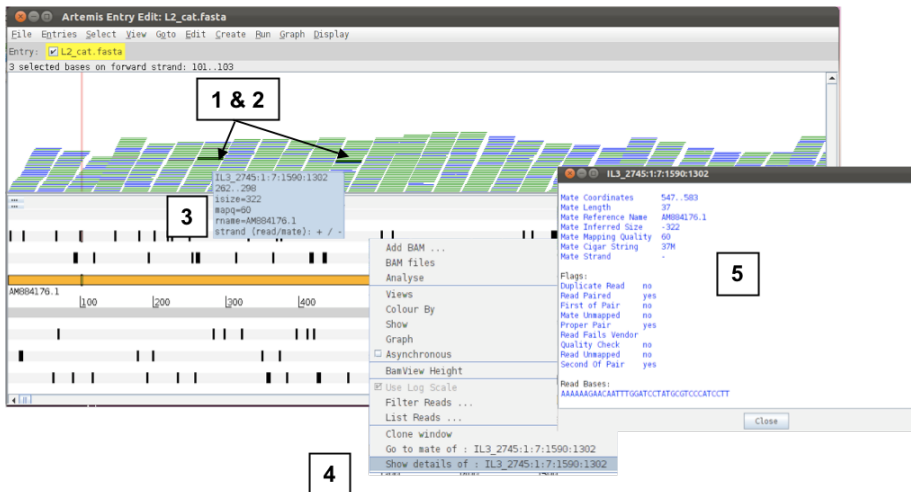 Artemis Entry Edit: L2_cat.fasta
File Entries Select View Goto Edit Create Run Graph Display
Entry: L2_cat.fasta
3 selected bases on forward strand: 101..103
1 & 2
IL3_2745:1:7:1590:1302
262..298
isize=322
mapq=60
rname=AM884176.1
strand (read/mate): + / -
3
AM884176.1
100 200 300 400
Add BAM ...
BAM files
Analyse
Views
Colour By
Show
Graph
Asynchronous
BamView Height
Use Log Scale
Filter Reads ...
List Reads ...
Clone window
Go to mate of : IL3_2745:1:7:1590:1302
Show details of : IL3_2745:1:7:1590:1302
4
IL3_2745:1:7:1590:1302
Mate Coordinates 547..583
Mate Length 37
Mate Reference Name AM884176.1
Mate Inferred Size -322
Mate Mapping Quality 60
Mate Cigar String 37M
Mate Strand -
Flags:
Duplicate Read no
Read Paired yes
First of Pair no
Mate Unmapped no
Proper Pair yes
Read Fails Vendor
Quality Check no
Read Unmapped no
Second Of Pair yes
Read Bases:
AAAAAAGAACAATTTGGATCCTATGCGTCCCATCCTT
Close
5